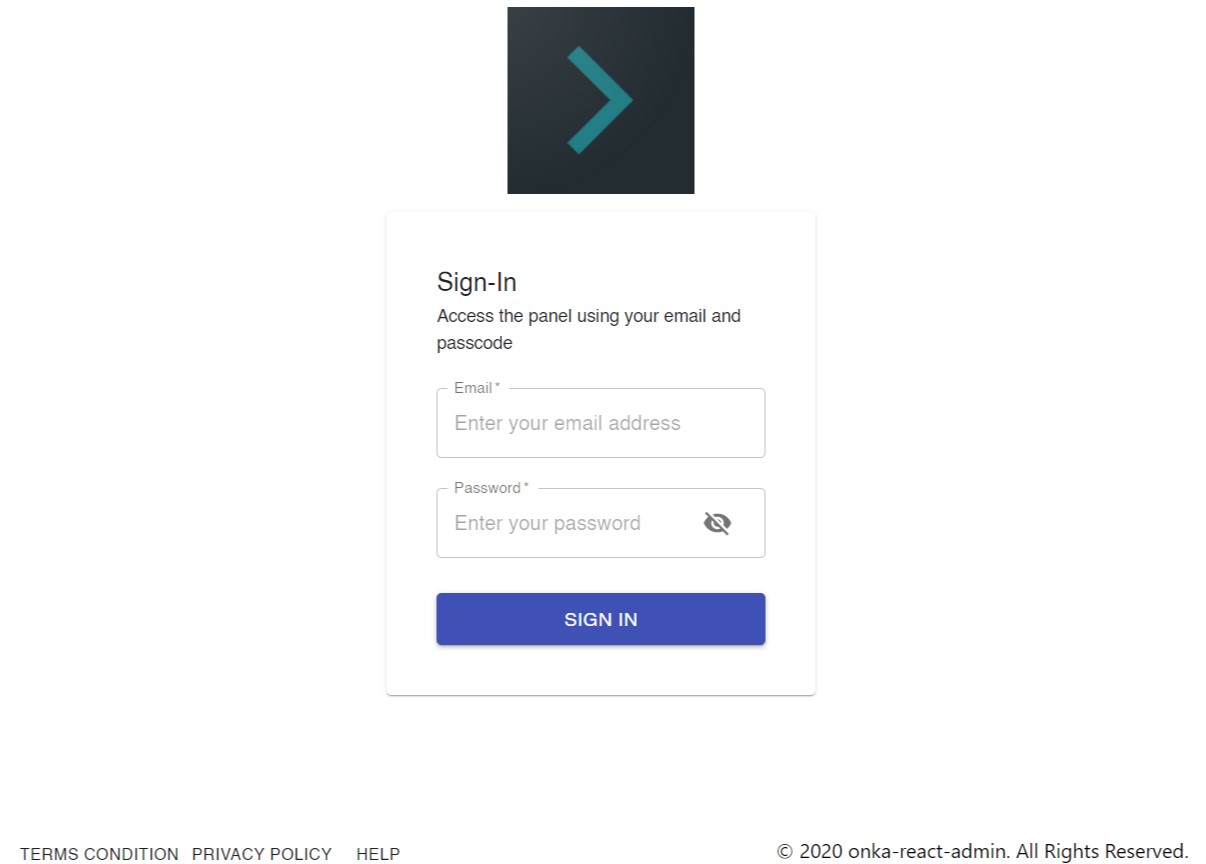 Sign-In
Access the panel using your email and
passcode
Email *
Enter your email address
Password *
Enter your password
SIGN IN
TERMS CONDITION PRIVACY POLICY HELP
© 2020 onka-react-admin. All Rights Reserved.